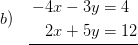 b) -4x - 3y = 4
2x + 5y = 12